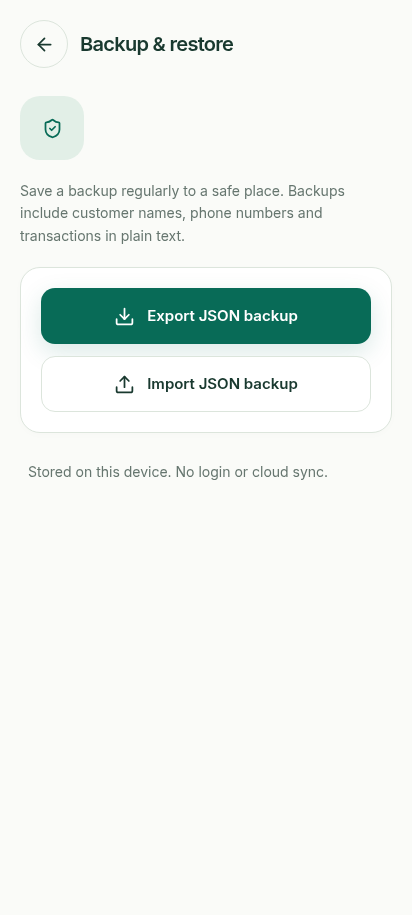 Backup & restore
Save a backup regularly to a safe place. Backups
include customer names, phone numbers and
transactions in plain text.
Export JSON backup
Import JSON backup
Stored on this device. No login or cloud sync.